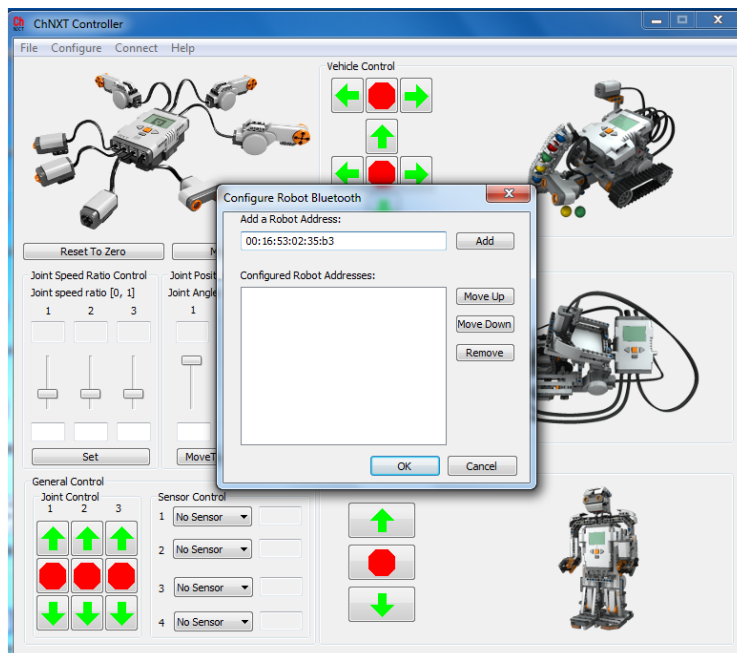 Ch
ChNXT Controller
File Configure Connect Help
Vehicle Control
Configure Robot Bluetooth
Add a Robot Address:
00:16:53:02:35:b3
Add
Configured Robot Addresses:
Move Up
Move Down
Remove
OK
Cancel
Reset To Zero
M
Joint Speed Ratio Control
Joint speed ratio [0, 1]
1 2 3
Set
Joint Posit
Joint Angle
1
MoveT
General Control
Joint Control
1 2 3
Sensor Control
1 No Sensor
2 No Sensor
3 No Sensor
4 No Sensor